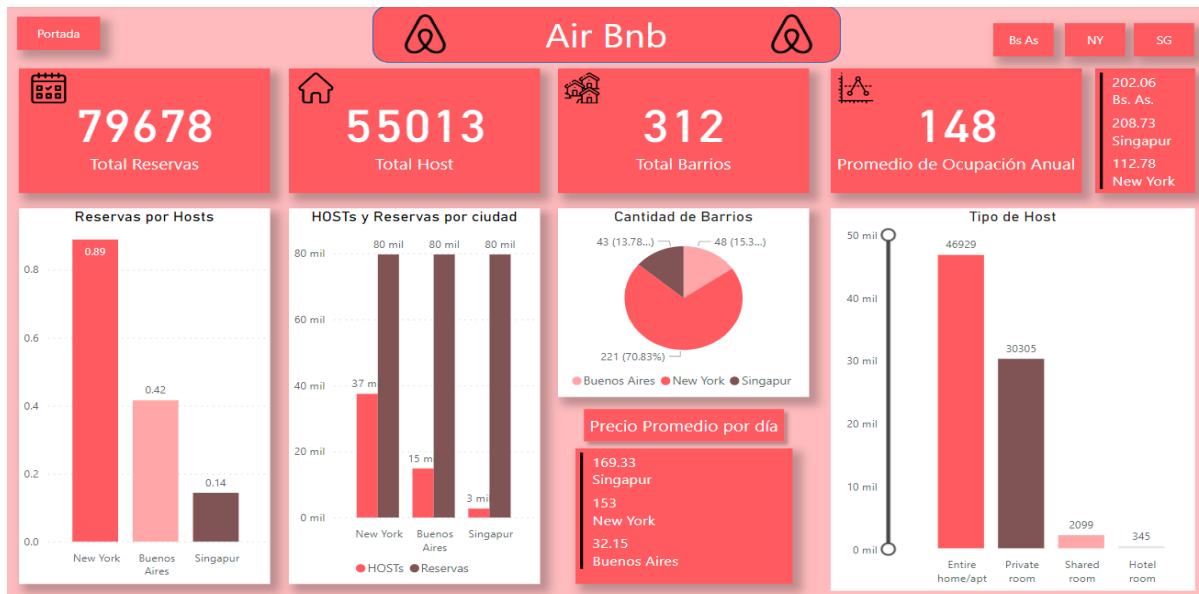 Portada
Air Bnb
Bs As
NY
SG
79678
Total Reservas
55013
Total Host
312
Total Barrios
148
Promedio de Ocupación Anual
202.06
Bs. As.
208.73
Singapur
112.78
New York
Reservas por Hosts
0.89
0.8
0.6
0.42
0.4
0.2
0.14
0.0
New York
Buenos
Aires
Singapur
HOSTs y Reservas por ciudad
80 mil 80 mil 80 mil
80 mil
60 mil
40 mil
37 m
20 mil
15 m
3 mi
0 mil
New York
Buenos
Aires
Singapur
HOSTs Reservas
Cantidad de Barrios
43 (13.78...) 48 (15.3...)
221 (70.83%)
Buenos Aires New York Singapur
Precio Promedio por día
169.33
Singapur
153
New York
32.15
Buenos Aires
Tipo de Host
50 mil
46929
40 mil
30 mil
30305
20 mil
10 mil
2099
345
0 mil
Entire
home/apt
Private
room
Shared
room
Hotel
room